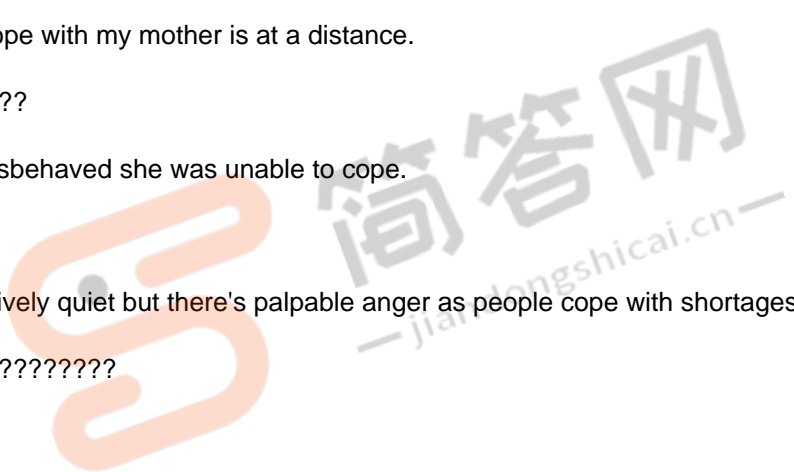 ope with my mother is at a distance.
??
sbehaved she was unable to cope.
ively quiet but there's palpable anger as people cope with shortages
????????
简答网
jiandongshicai.cn